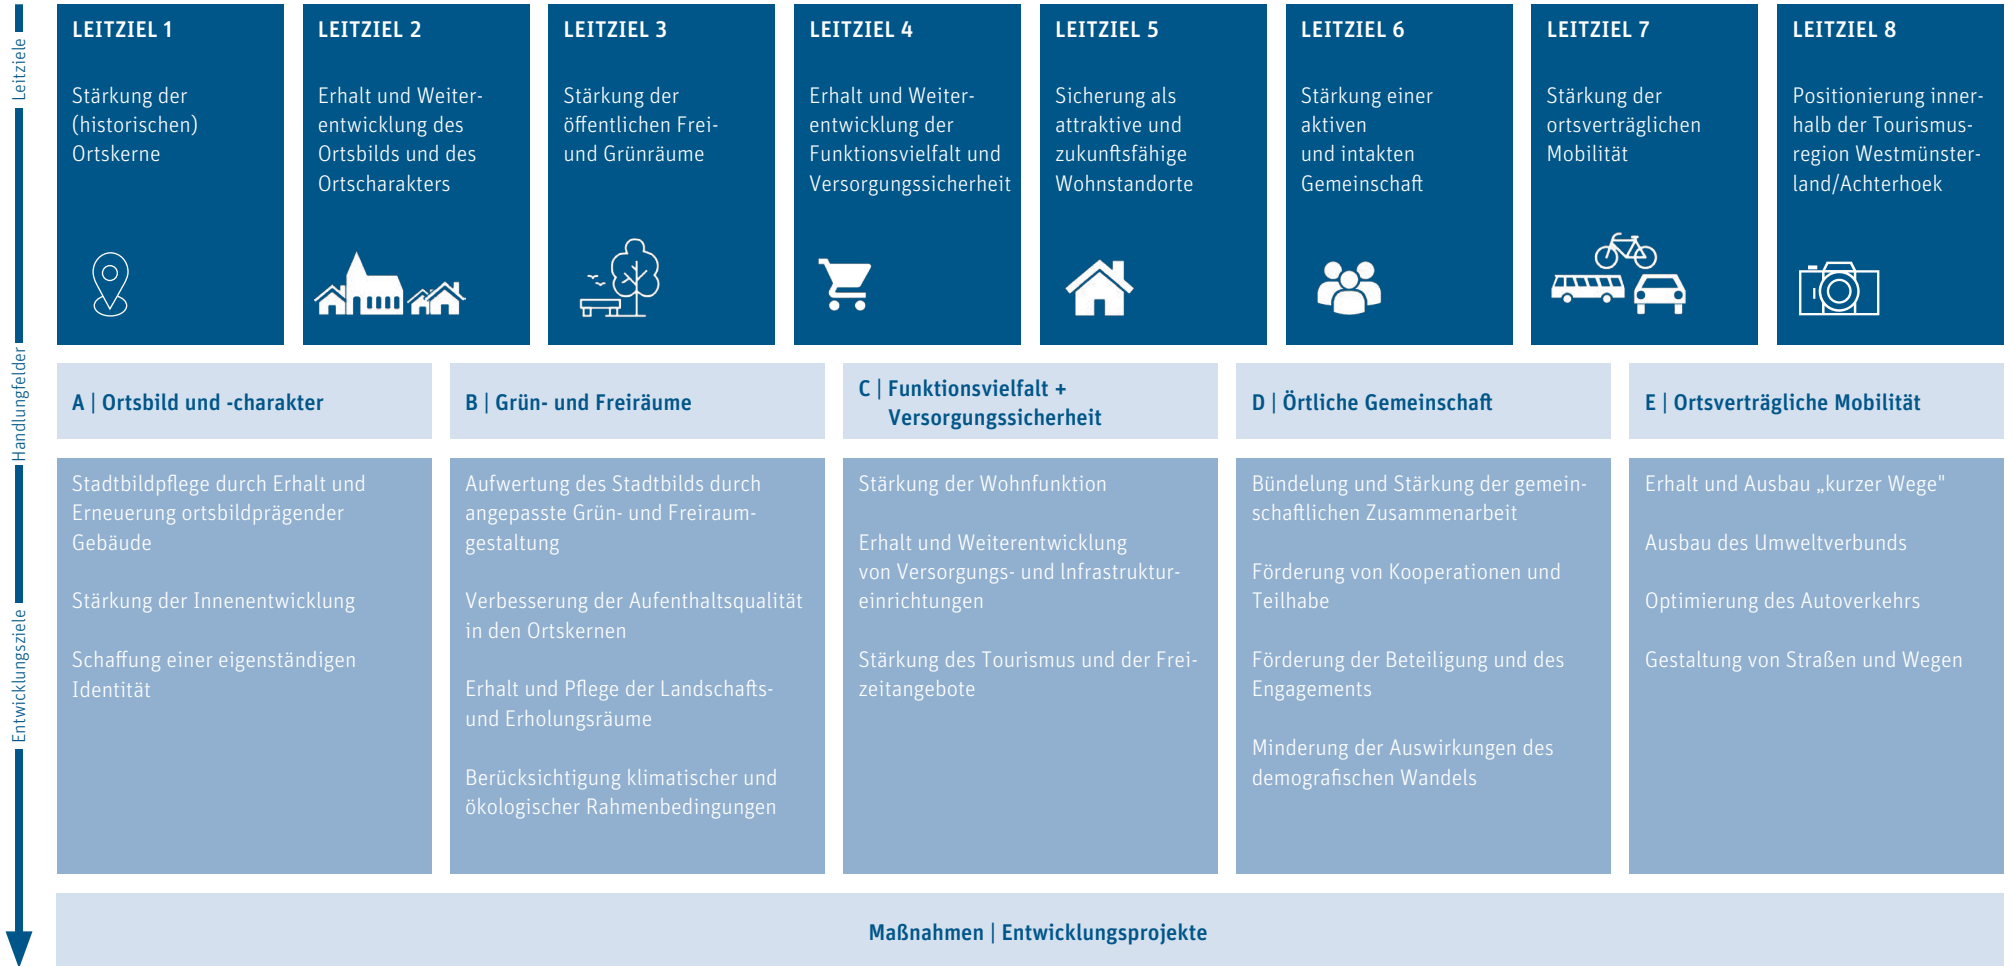 Leitziele
LEITZIEL 1
Stärkung der
(historischen)
Ortskerne
LEITZIEL 2
Erhalt und Weiter-
entwicklung des
Ortsbilds und des
Ortscharakters
LEITZIEL 3
Stärkung der
öffentlichen Frei-
und Grünräume
LEITZIEL 4
Erhalt und Weiter-
entwicklung der
Funktionsvielfalt und
Versorgungssicherheit
LEITZIEL 5
Sicherung als
attraktive und
zukunftsfähige
Wohnstandorte
LEITZIEL 6
Stärkung einer
aktiven
und intakten
Gemeinschaft
LEITZIEL 7
Stärkung der
ortsverträglichen
Mobilität
LEITZIEL 8
Positionierung inner-
halb der Tourismus-
region Westmünster-
land/Achterhoek
Handlungfelder
A | Ortsbild und -charakter
B | Grün- und Freiräume
C | Funktionsvielfalt +
Versorgungssicherheit
D | Örtliche Gemeinschaft
E | Ortsverträgliche Mobilität
Entwicklungsziele
Stadtbildpflege durch Erhalt und
Erneuerung ortsbildprägender
Gebäude
Stärkung der Innenentwicklung
Schaffung einer eigenständigen
Identität
Aufwertung des Stadtbilds durch
angepasste Grün- und Freiraum-
gestaltung
Verbesserung der Aufenthaltsqualität
in den Ortskernen
Erhalt und Pflege der Landschafts-
und Erholungsräume
Berücksichtigung klimatischer und
ökologischer Rahmenbedingungen
Stärkung der Wohnfunktion
Erhalt und Weiterentwicklung
von Versorgungs- und Infrastruktur-
einrichtungen
Stärkung des Tourismus und der Frei-
zeitangebote
Bündelung und Stärkung der gemein-
schaftlichen Zusammenarbeit
Förderung von Kooperationen und
Teilhabe
Förderung der Beteiligung und des
Engagements
Minderung der Auswirkungen des
demografischen Wandels
Erhalt und Ausbau „kurzer Wege"
Ausbau des Umweltverbunds
Optimierung des Autoverkehrs
Gestaltung von Straßen und Wegen
Maßnahmen | Entwicklungsprojekte